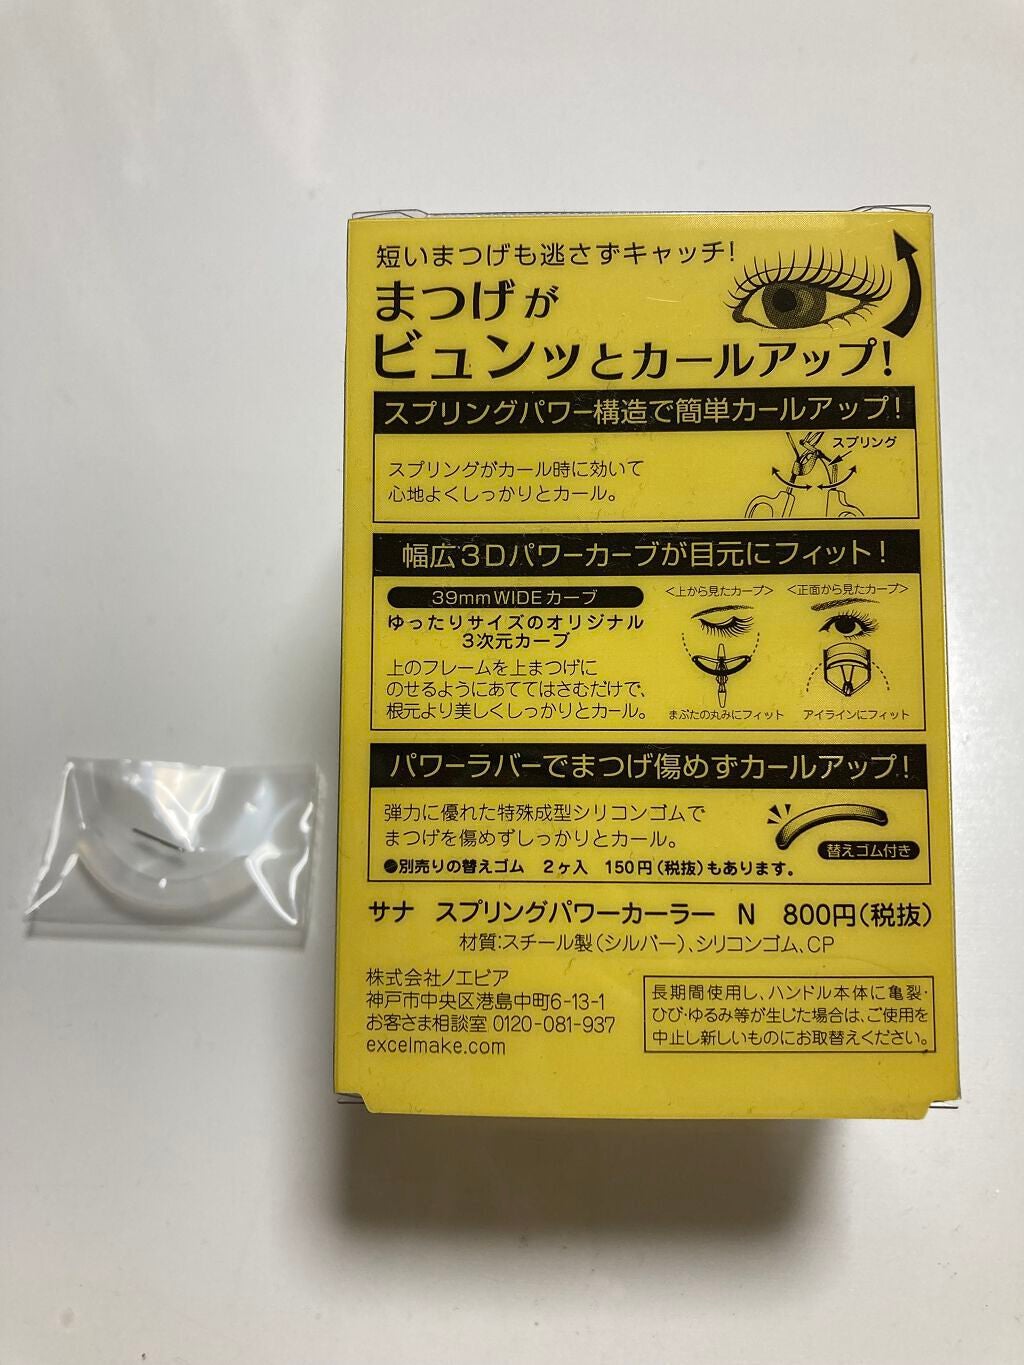 短いまつげも逃さずキャッチ!
まつげが
ビュンッとカールアップ!
スプリングパワー構造で簡単カールアップ!
スプリング
スプリングがカール時に効いて
心地よくしっかりとカール。
幅広3Dパワーカーブが目元にフィット!
39mm WIDEカーブ
ゆったりサイズのオリジナル
3次元カーブ
上のフレームを上まつげに
のせるようにあててはさむだけで、
根元より美しくしっかりとカール。
<上から見たカーブ>
<正面から見たカーブ>
まぶたの丸みにフィット
アイラインにフィット
パワーラバーでまつげ傷めずカールアップ!
弾力に優れた特殊成型シリコンゴムで
まつげを傷めずしっかりとカール。
替えゴム付き
●別売りの替えゴム 2ヶ入 150円(税抜)もあります。
サナ スプリングパワーカーラー N 800円(税抜)
材質:スチール製(シルバー)、シリコンゴム、CP
株式会社ノエビア
神戸市中央区港島中町6-13-1
お客さま相談室 0120-081-937
excelmake.com
長期間使用し、ハンドル本体に亀裂・
ひび・ゆるみ等が生じた場合は、ご使用を
中止し新しいものにお取替えください。